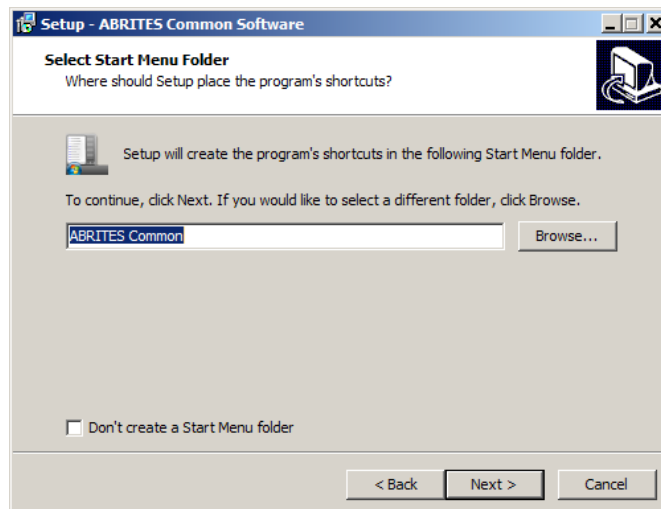 Setup - ABRITES Common Software
Select Start Menu Folder
Where should Setup place the program's shortcuts?
Setup will create the program's shortcuts in the following Start Menu folder.
To continue, click Next. If you would like to select a different folder, click Browse.
ABRITES Common
Browse...
Don't create a Start Menu folder
< Back
Next >
Cancel